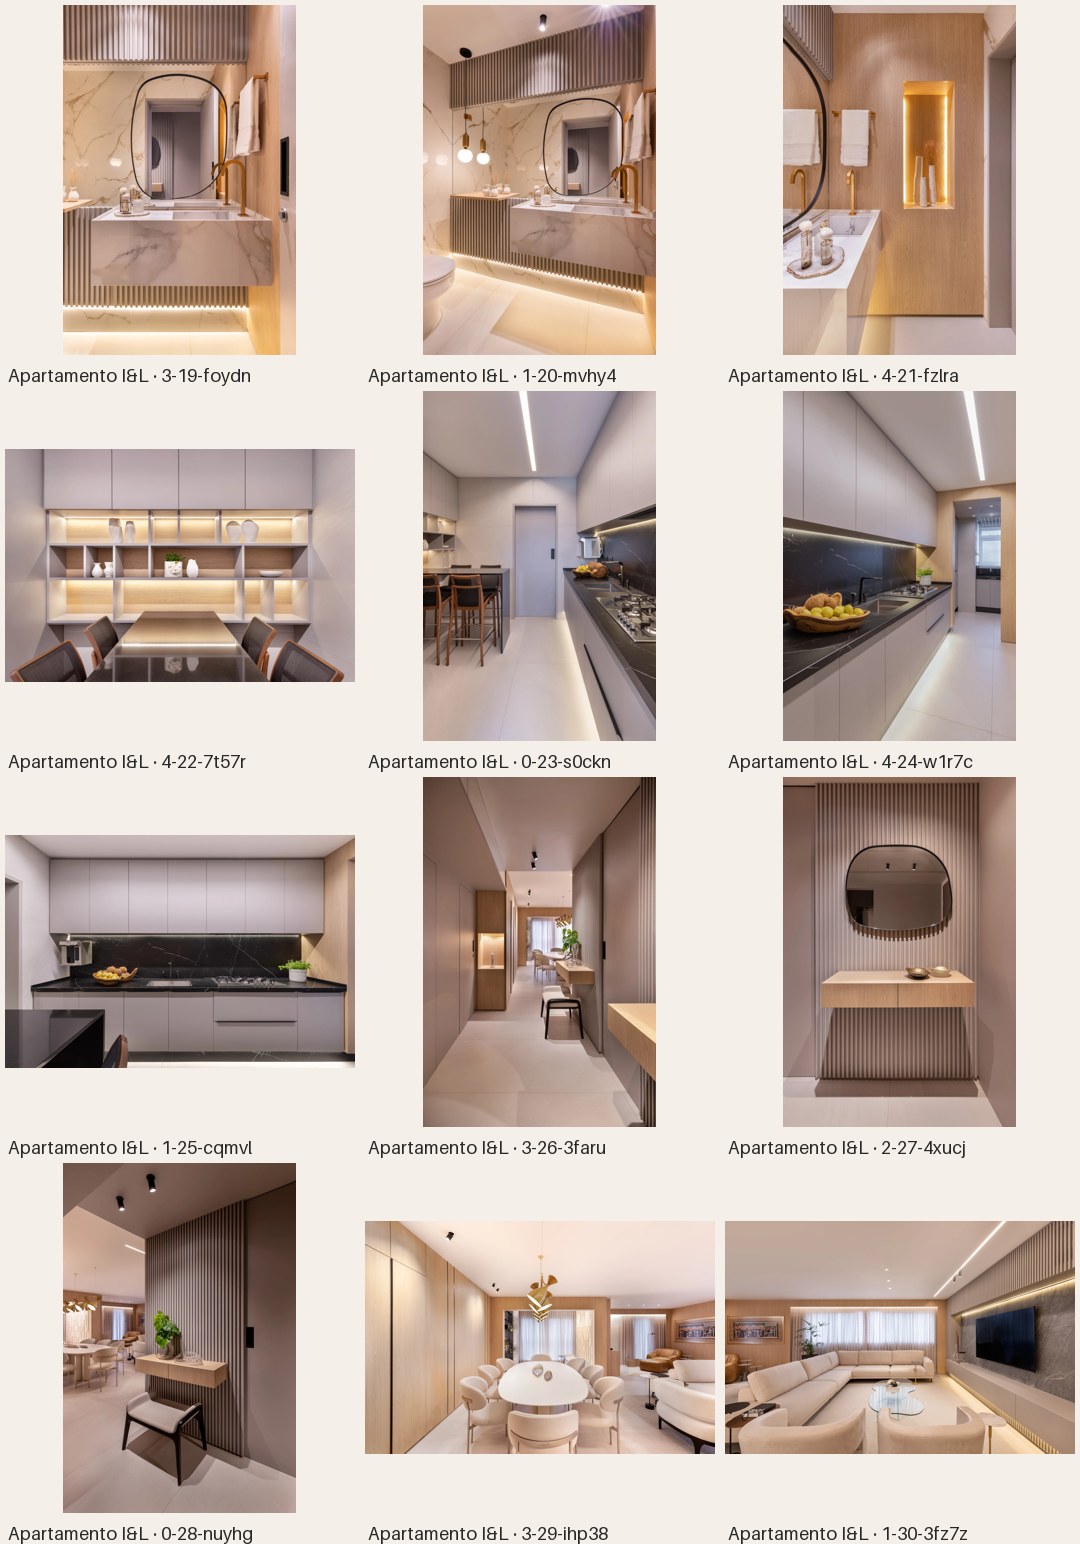 Apartamento I&L · 3-19-foydn
Apartamento I&L · 1-20-mvhy4
Apartamento I&L · 4-21-fzlra
Apartamento I&L · 4-22-7t57r
Apartamento I&L · 0-23-s0ckn
Apartamento I&L · 4-24-w1r7c
Apartamento I&L · 1-25-cqmvl
Apartamento I&L · 3-26-3faru
Apartamento I&L · 2-27-4xucj
Apartamento I&L · 0-28-nuyhg
Apartamento I&L · 3-29-ihp38
Apartamento I&L · 1-30-3fz7z